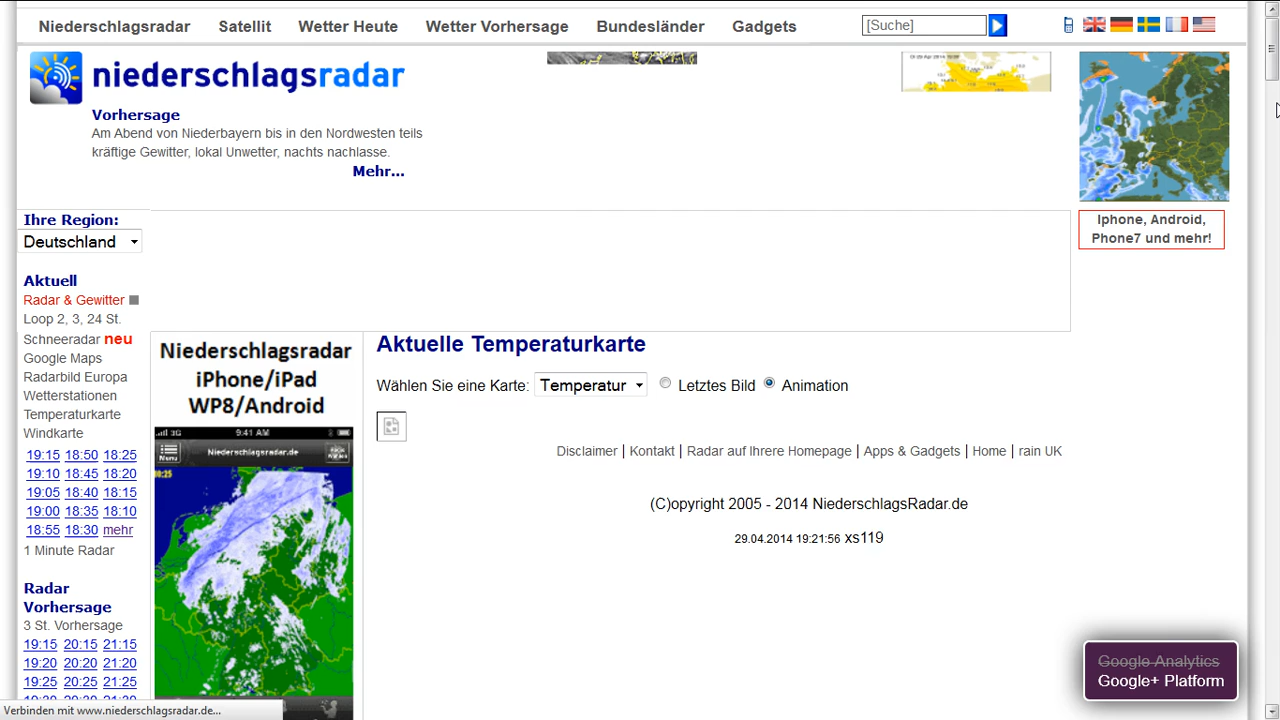 Niederschlagsradar Satellit Wetter Heute Wetter Vorhersage Bundesländer Gadgets [Suche]
niederschlagsradar
Vorhersage
Am Abend von Niederbayern bis in den Nordwesten teils
kräftige Gewitter, lokal Unwetter, nachts nachlasse.
Mehr...
Iphone, Android,
Phone7 und mehr!
Ihre Region:
Deutschland
Aktuell
Radar & Gewitter
Loop 2, 3, 24 St.
Schneeradar neu
Google Maps
Radarbild Europa
Wetterstationen
Temperaturkarte
Windkarte
19:15 18:50 18:25
19:10 18:45 18:20
19:05 18:40 18:15
19:00 18:35 18:10
18:55 18:30 mehr
1 Minute Radar
Radar
Vorhersage
3 St. Vorhersage
19:15 20:15 21:15
19:20 20:20 21:20
19:25 20:25 21:25
Niederschlagsradar
iPhone/iPad
WP8/Android
3G 9:41 AM
Menu Niederschlagsradar.de
Aktuelle Temperaturkarte
Wählen Sie eine Karte: Temperatur Letztes Bild Animation
Disclaimer | Kontakt | Radar auf Ihrere Homepage | Apps & Gadgets | Home | rain UK
(C)opyright 2005 - 2014 NiederschlagsRadar.de
29.04.2014 19:21:56 xs119
Google Analytics
Google+ Platform
Verbinden mit www.niederschlagsradar.de...